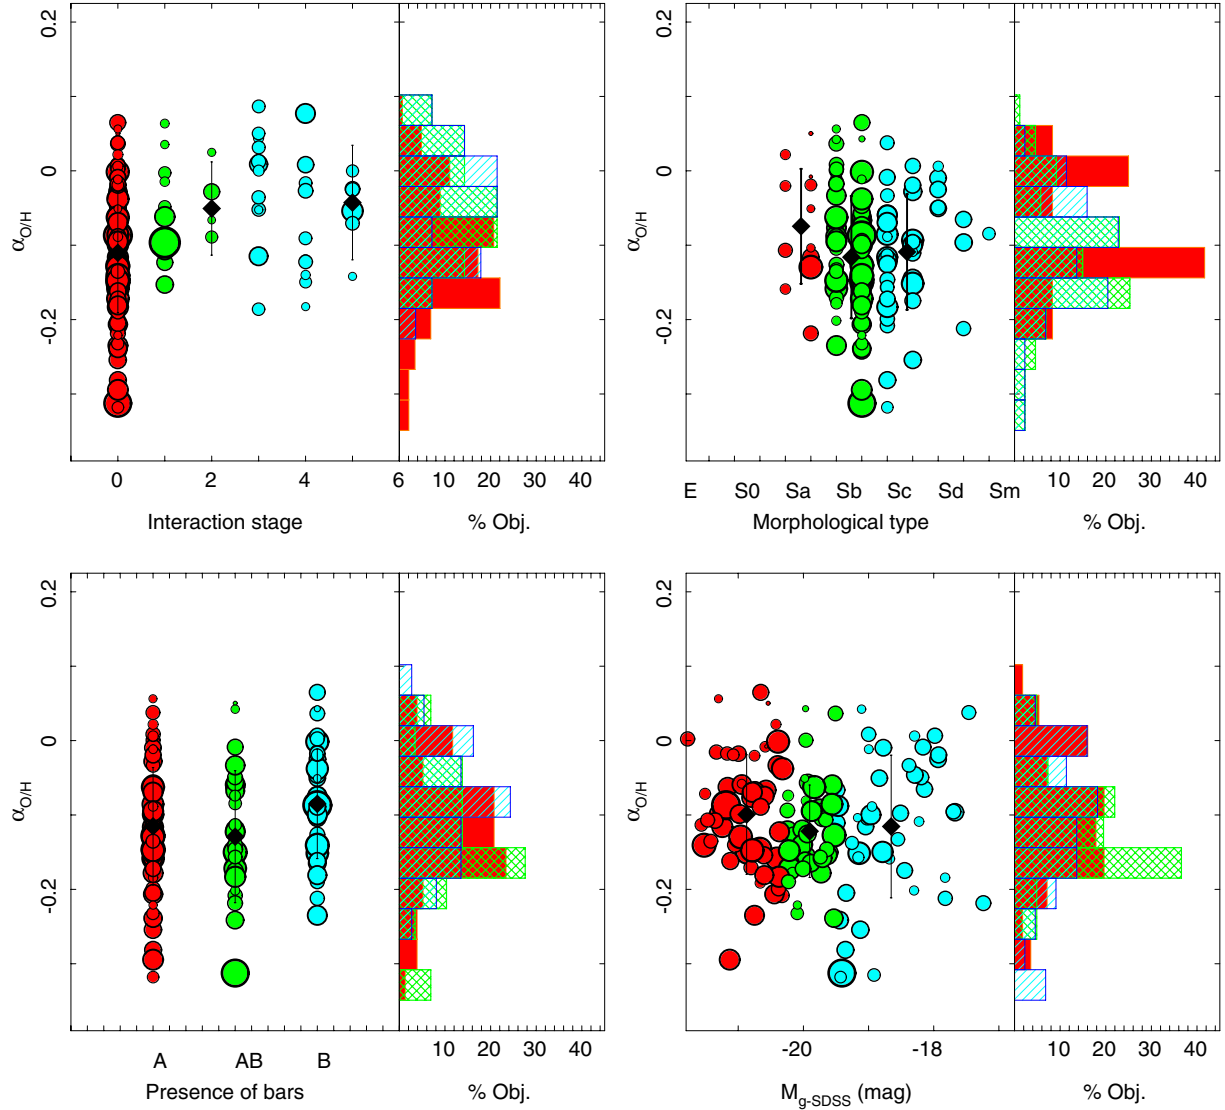 0.2
0
-0.2
α_O/H
0 2 4 6 10 20 30 40
Interaction stage % Obj.
0.2
0
-0.2
α_O/H
E S0 Sa Sb Sc Sd Sm 10 20 30 40
Morphological type % Obj.
0.2
0
-0.2
α_O/H
A AB B 10 20 30 40
Presence of bars % Obj.
0.2
0
-0.2
α_O/H
-20 -18 10 20 30 40
M_g-SDSS (mag) % Obj.